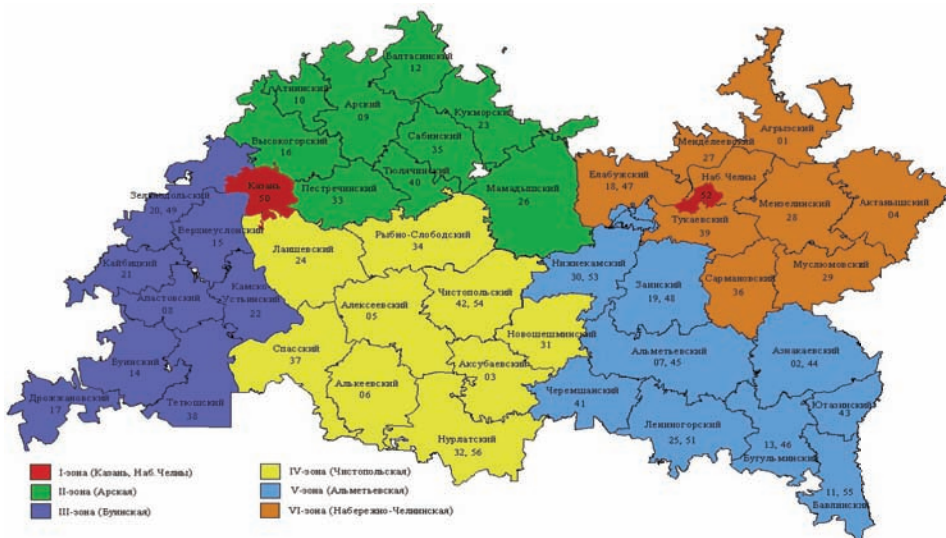 Балтасинский
12
Атнинский
10
Арский
09
Кукморский
23
Сабинский
35
Высокогорский
16
Тюлячинский
40
Пестречинский
33
Мамадышский
26
Казань
50
Зеленодольский
20, 49
Верхнеуслонский
15
Кайбицкий
21
Камско-
Устьинский
22
Апастовский
08
Буинский
14
Дрожжановский
17
Тетюшский
38
Лаишевский
24
Рыбно-Слободский
34
Чистопольский
42, 54
Алексеевский
05
Новошешминский
31
Спасский
37
Аксубаевский
03
Алькеевский
06
Нурлатский
32, 56
Агрызский
01
Менделеевский
27
Елабужский
18, 47
Наб. Челны
52
Тукаевский
39
Мензелинский
28
Актанышский
04
Муслюмовский
29
Сармановский
36
Нижнекамский
30, 53
Заинский
19, 48
Альметьевский
07, 45
Азнакаевский
02, 44
Черемшанский
41
Лениногорский
25, 51
Ютазинский
43
13, 46
Бугульминский
11, 55
Бавлинский
I-зона (Казань, Наб. Челны)
II-зона (Арская)
III-зона (Буинская)
IV-зона (Чистопольская)
V-зона (Альметьевская)
VI-зона (Набережно-Челнинская)